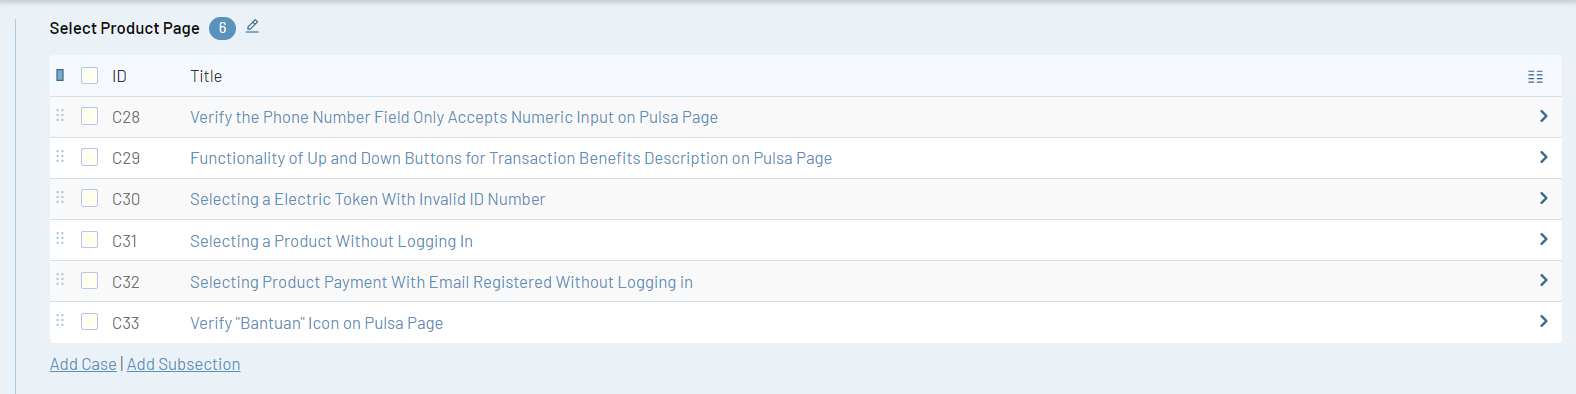 Select Product Page 6
ID Title
C28 Verify the Phone Number Field Only Accepts Numeric Input on Pulsa Page
C29 Functionality of Up and Down Buttons for Transaction Benefits Description on Pulsa Page
C30 Selecting a Electric Token With Invalid ID Number
C31 Selecting a Product Without Logging In
C32 Selecting Product Payment With Email Registered Without Logging in
C33 Verify "Bantuan" Icon on Pulsa Page
Add Case | Add Subsection